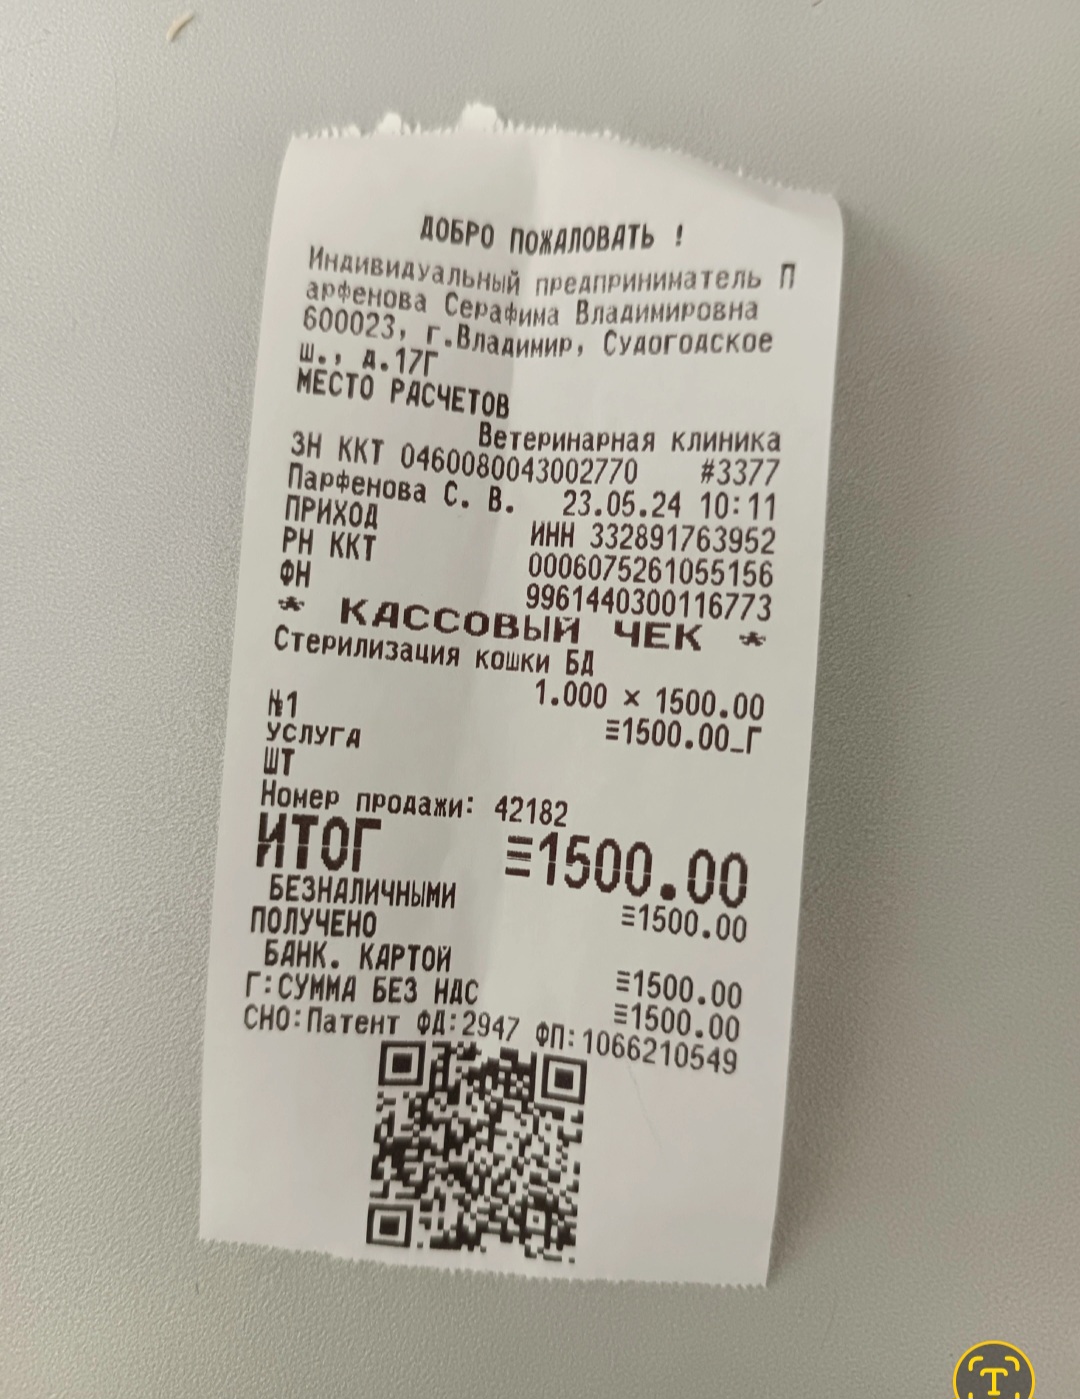 ДОБРО ПОЖАЛОВАТЬ !
Индивидуальный предприниматель П
арфенова Серафима Владимировна
600023, г.Владимир, Судогодское
ш., д.17Г
МЕСТО РАСЧЕТОВ
Ветеринарная клиника
ЗН ККТ 0460080043002770 #3377
Парфенова С. В. 23.05.24 10:11
ПРИХОД ИНН 332891763952
РН ККТ 0006075261055156
ФН 9961440300116773
* КАССОВЫЙ ЧЕК *
Стерилизация кошки БД
1.000 × 1500.00
№1 ≡1500.00_Г
УСЛУГА
ШТ
Номер продажи: 42182
ИТОГ ≡1500.00
БЕЗНАЛИЧНЫМИ ≡1500.00
ПОЛУЧЕНО
БАНК. КАРТОЙ ≡1500.00
Г:СУММА БЕЗ НДС ≡1500.00
СНО:Патент ФД:2947 ФП:1066210549